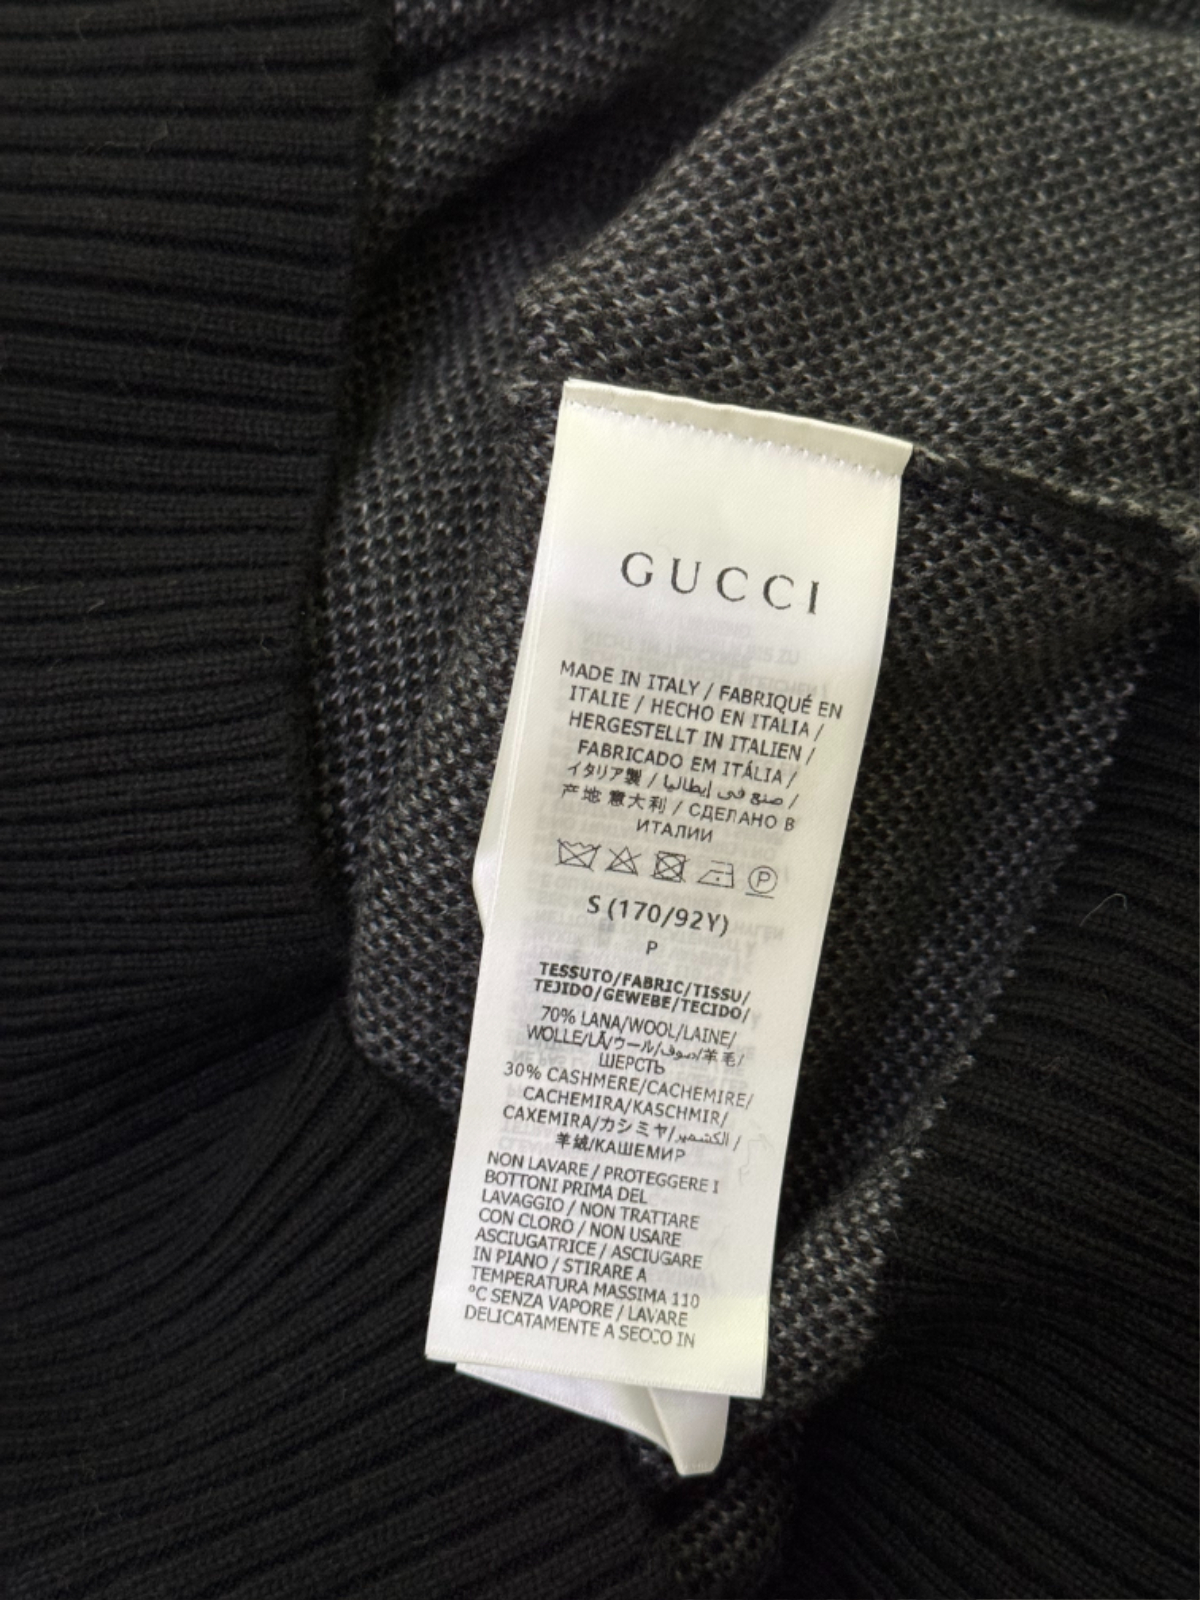 GUCCI
MADE IN ITALY / FABRIQUÉ EN
ITALIE / HECHO EN ITALIA /
HERGESTELLT IN ITALIEN /
FABRICADO EM ITÁLIA /
イタリア製 / صنع في إيطاليا /
产地 意大利 / СДЕЛАНО В
ИТАЛИИ
P
S (170/92Y)
P
TESSUTO/FABRIC/TISSU/
TEJIDO/GEWEBE/TECIDO/
70% LANA/WOOL/LAINE/
WOLLE/LÃ/ウール/صوف/羊毛/
ШЕРСТЬ
30% CASHMERE/CACHEMIRE/
CACHEMIRA/KASCHMIR/
CAXEMIRA/カシミヤ/الكشمير/
羊绒/КАШЕМИР
NON LAVARE / PROTEGGERE I
BOTTONI PRIMA DEL
LAVAGGIO / NON TRATTARE
CON CLORO / NON USARE
ASCIUGATRICE / ASCIUGARE
IN PIANO / STIRARE A
TEMPERATURA MASSIMA 110
°C SENZA VAPORE / LAVARE
DELICATAMENTE A SECCO IN